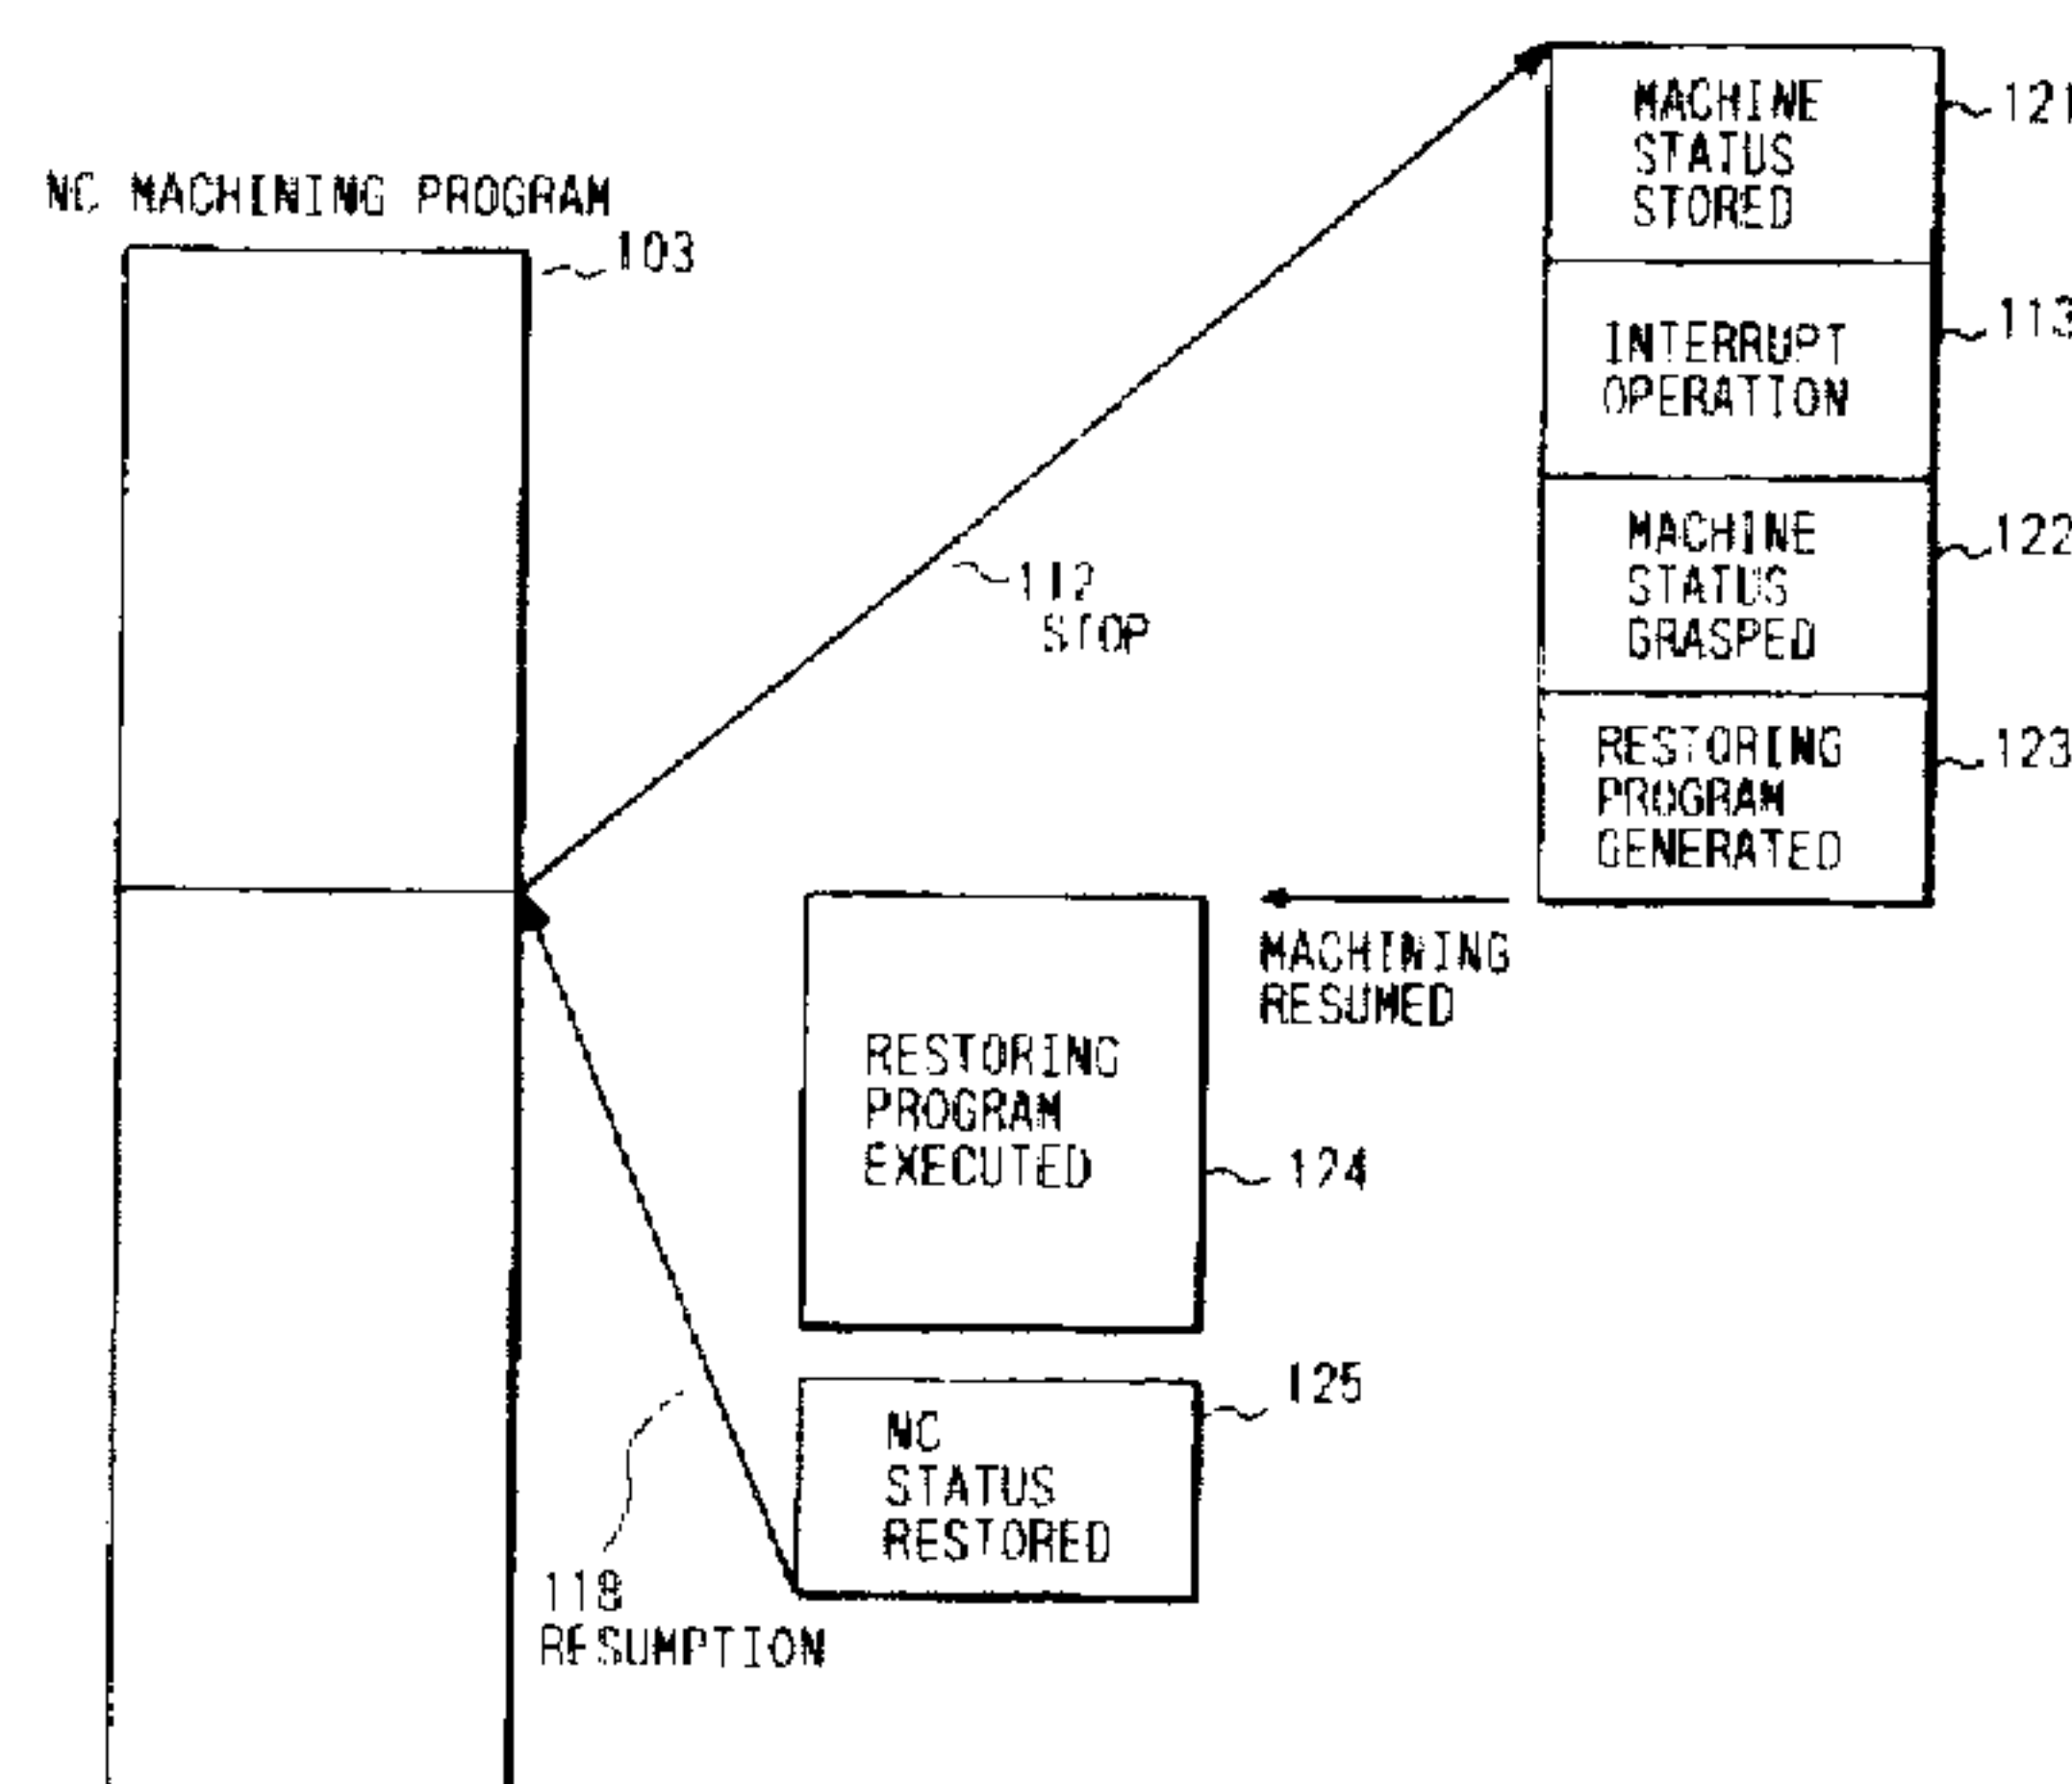 NC MACHINING PROGRAM
103
MACHINE
STATUS
STORED
121
INTERRUPT
OPERATION
113
MACHINE
STATUS
GRASPED
122
RESTORING
PROGRAM
GENERATED
123
112
STOP
MACHINING
RESUMED
RESTORING
PROGRAM
EXECUTED
124
NC
STATUS
RESTORED
125
118
RESUMPTION